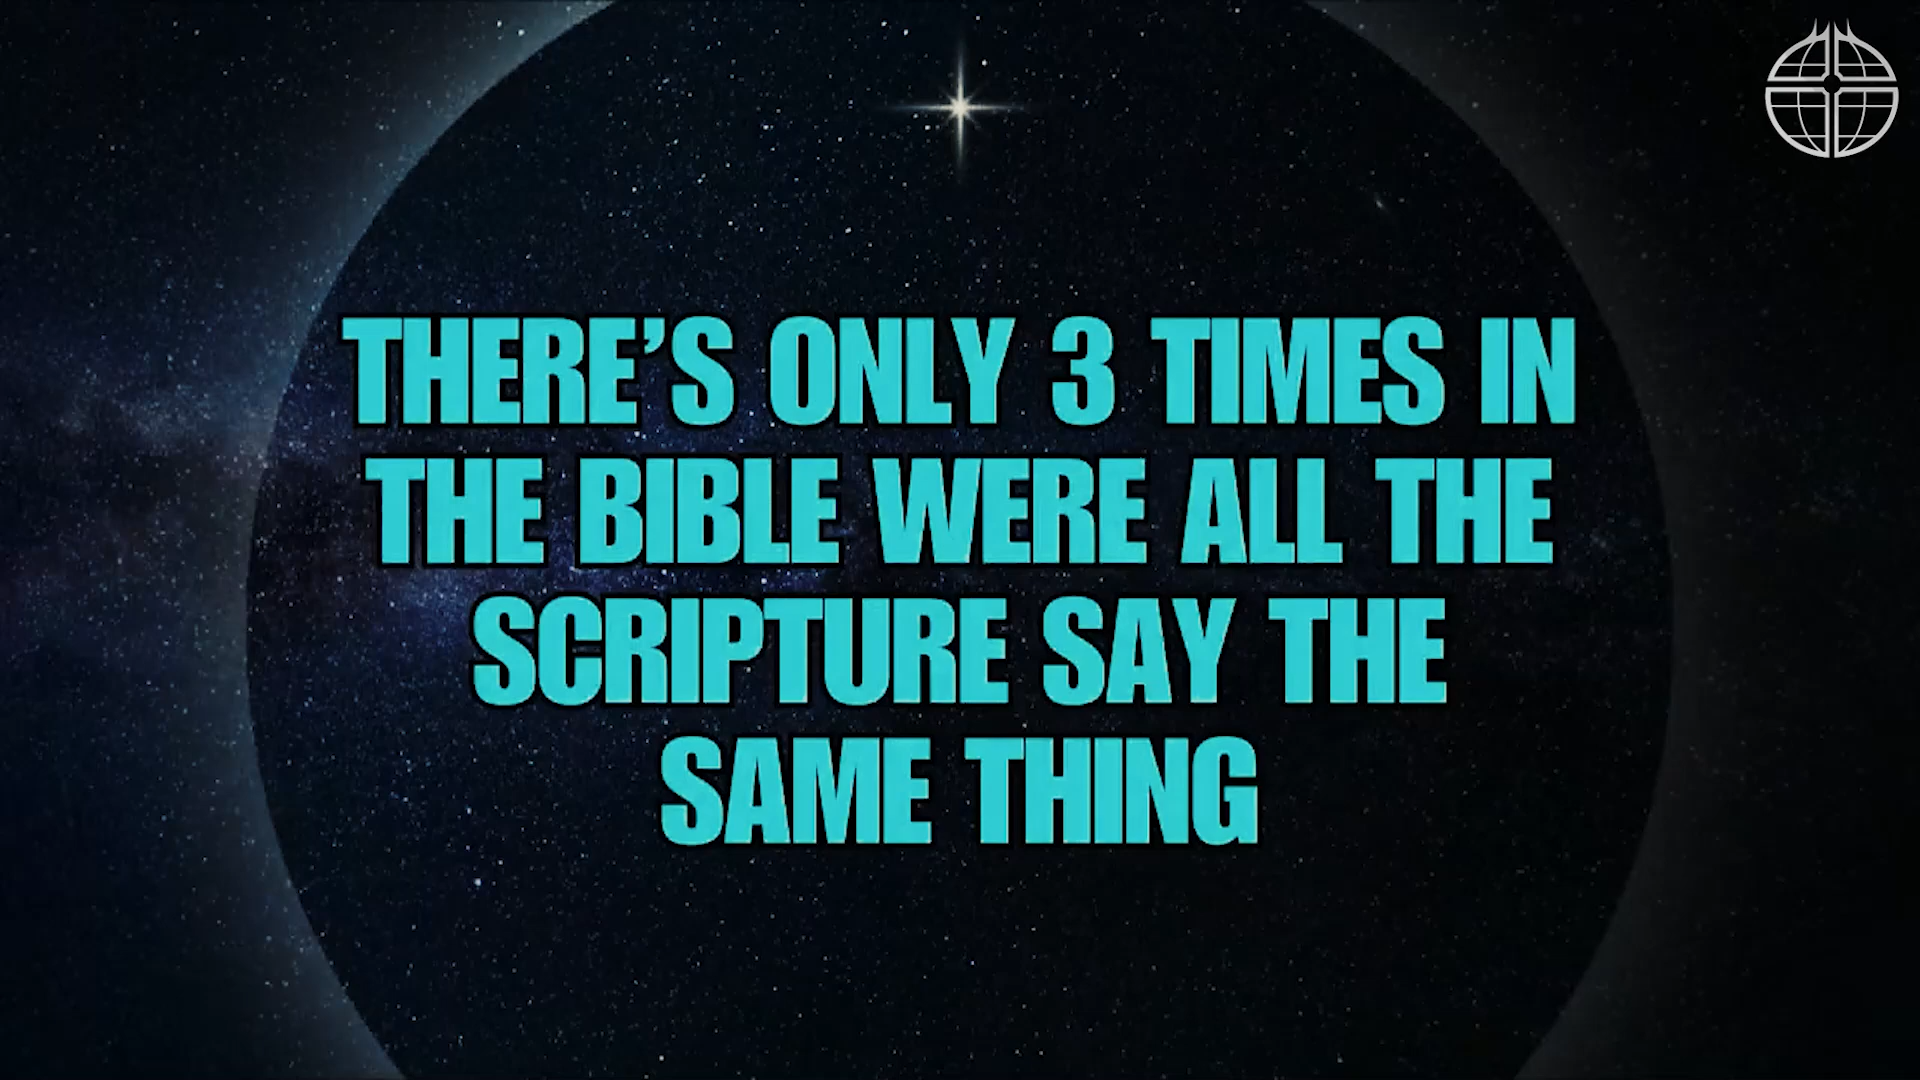 THERE'S ONLY 3 TIMES IN
THE BIBLE WERE ALL THE
SCRIPTURE SAY THE
SAME THING